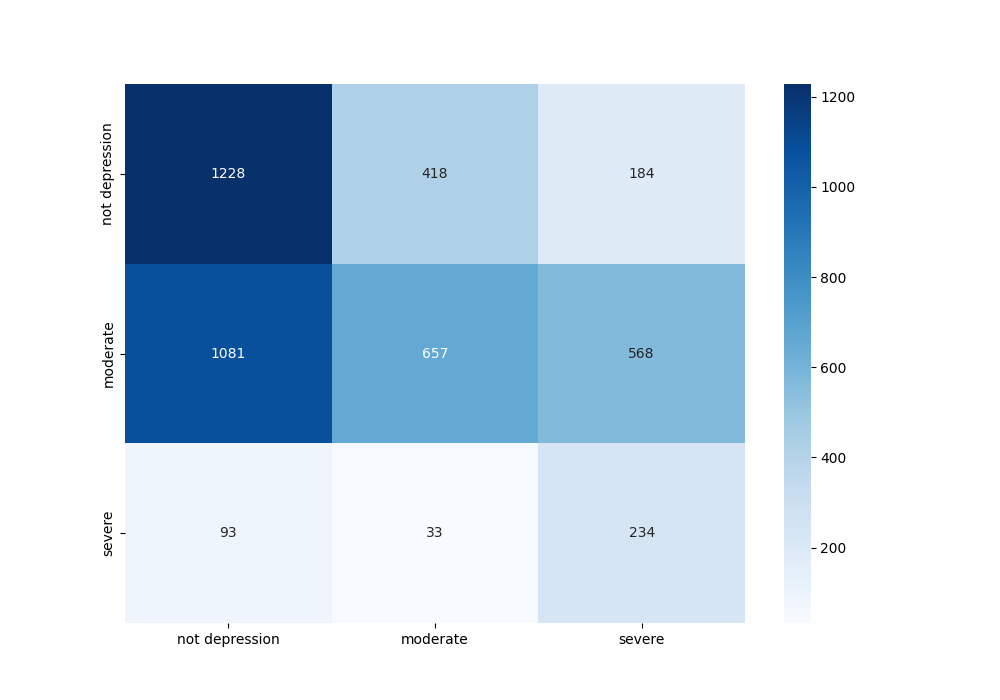 not depression
1228 418 184
moderate
1081 657 568
severe
93 33 234
not depression moderate severe
1200
1000
800
600
400
200